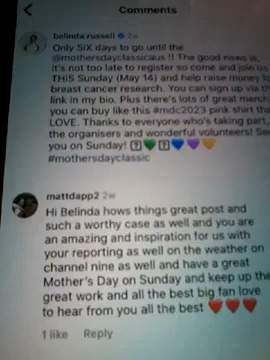 Comments
belinda.russell 2w
Only SIX days to go until the
@mothersdayclassicaus !! The good news is,
it's not too late to register so come and join us
THIS Sunday (May 14) and help raise money fo
breast cancer research. You can sign up via th
link in my bio. Plus there's lots of great merch
you can buy like this #mdc2023 pink shirt tha
LOVE. Thanks to everyone who's taking part,
the organisers and wonderful volunteers! See
you on Sunday! 💚💙💜💛
#mothersdayclassic
mattdapp2 2w
Hi Belinda hows things great post and
such a worthy case as well and you are
an amazing and inspiration for us with
your reporting as well on the weather on
channel nine as well and have a great
Mother's Day on Sunday and keep up the
great work and all the best big fan love
to hear from you all the best ❤️❤️❤️
1 like Reply